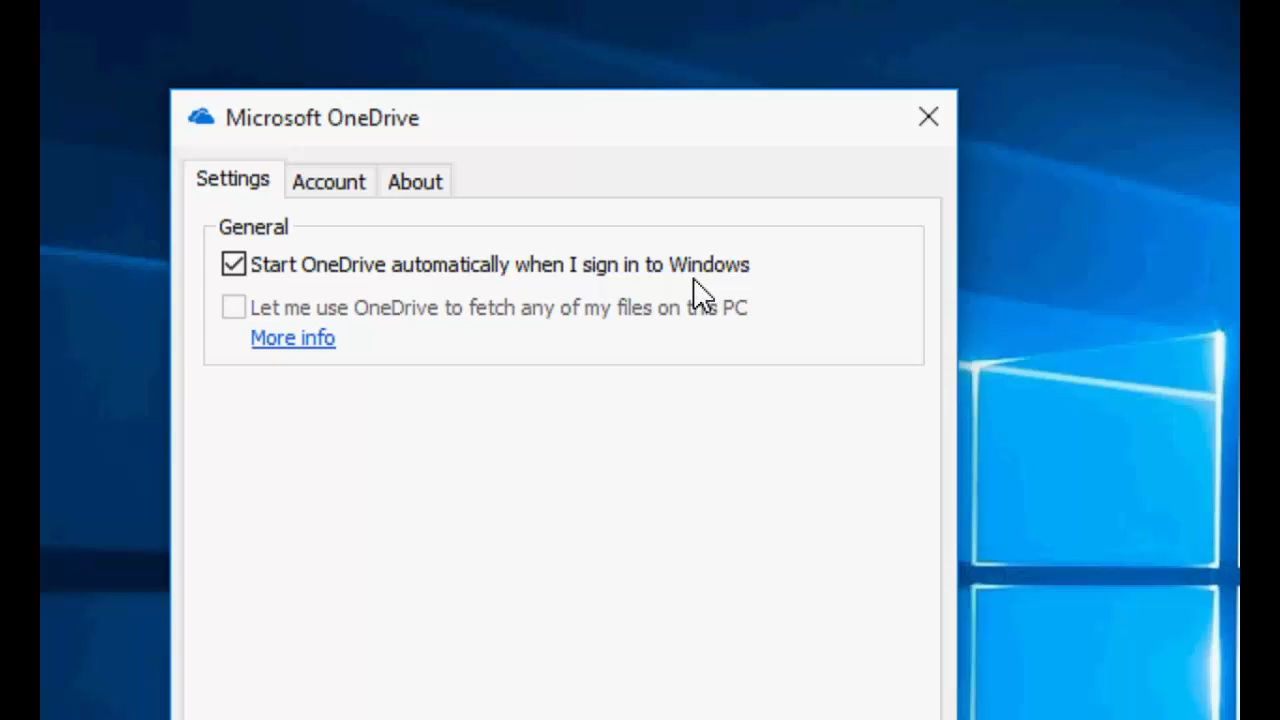 Microsoft OneDrive
Settings
Account
About
General
Start OneDrive automatically when I sign in to Windows
Let me use OneDrive to fetch any of my files on this PC
More info